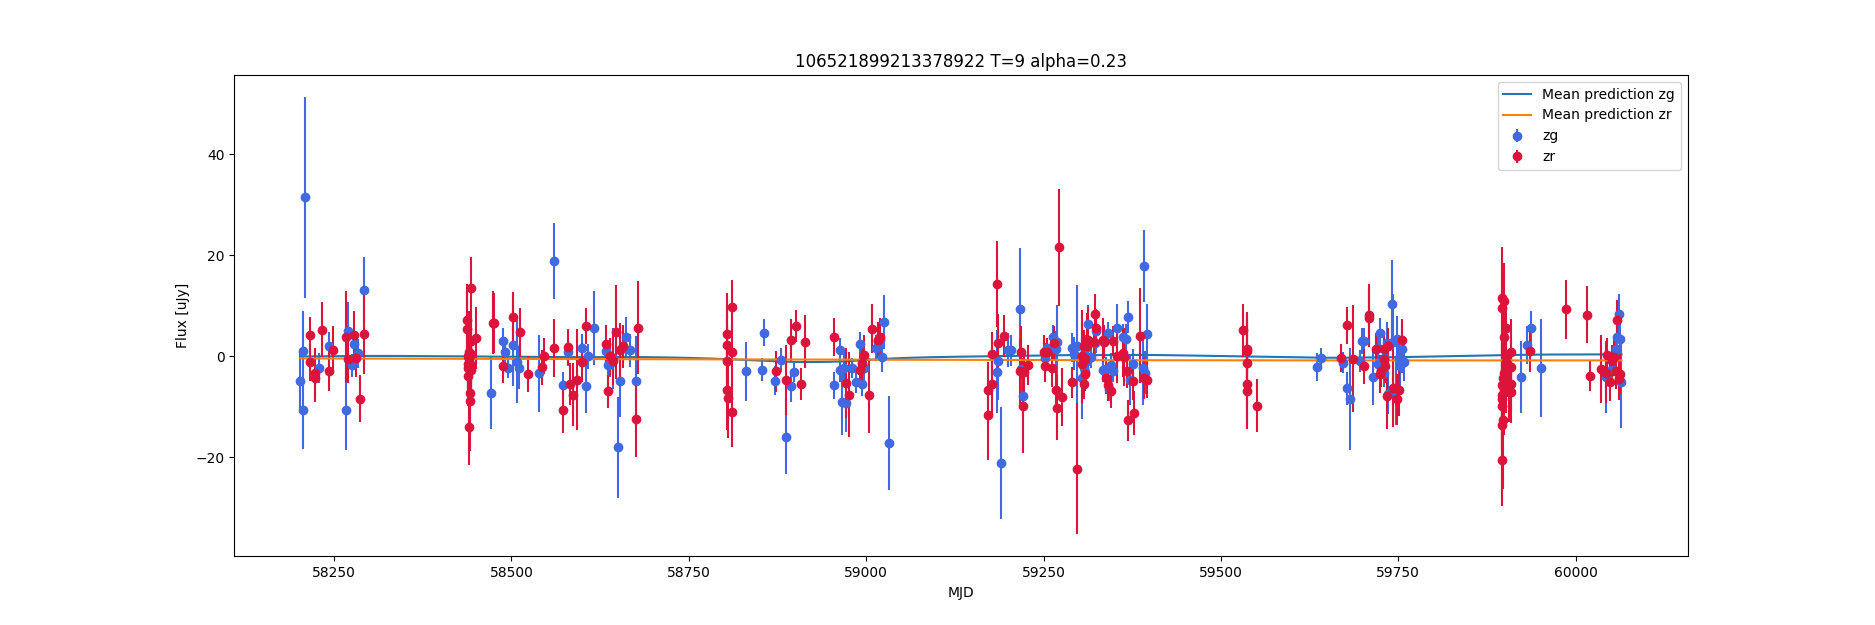 106521899213378922 T=9 alpha=0.23
Mean prediction zg
Mean prediction zr
zg
zr
Flux [uJy]
40
20
0
−20
58250 58500 58750 59000 59250 59500 59750 60000
MJD